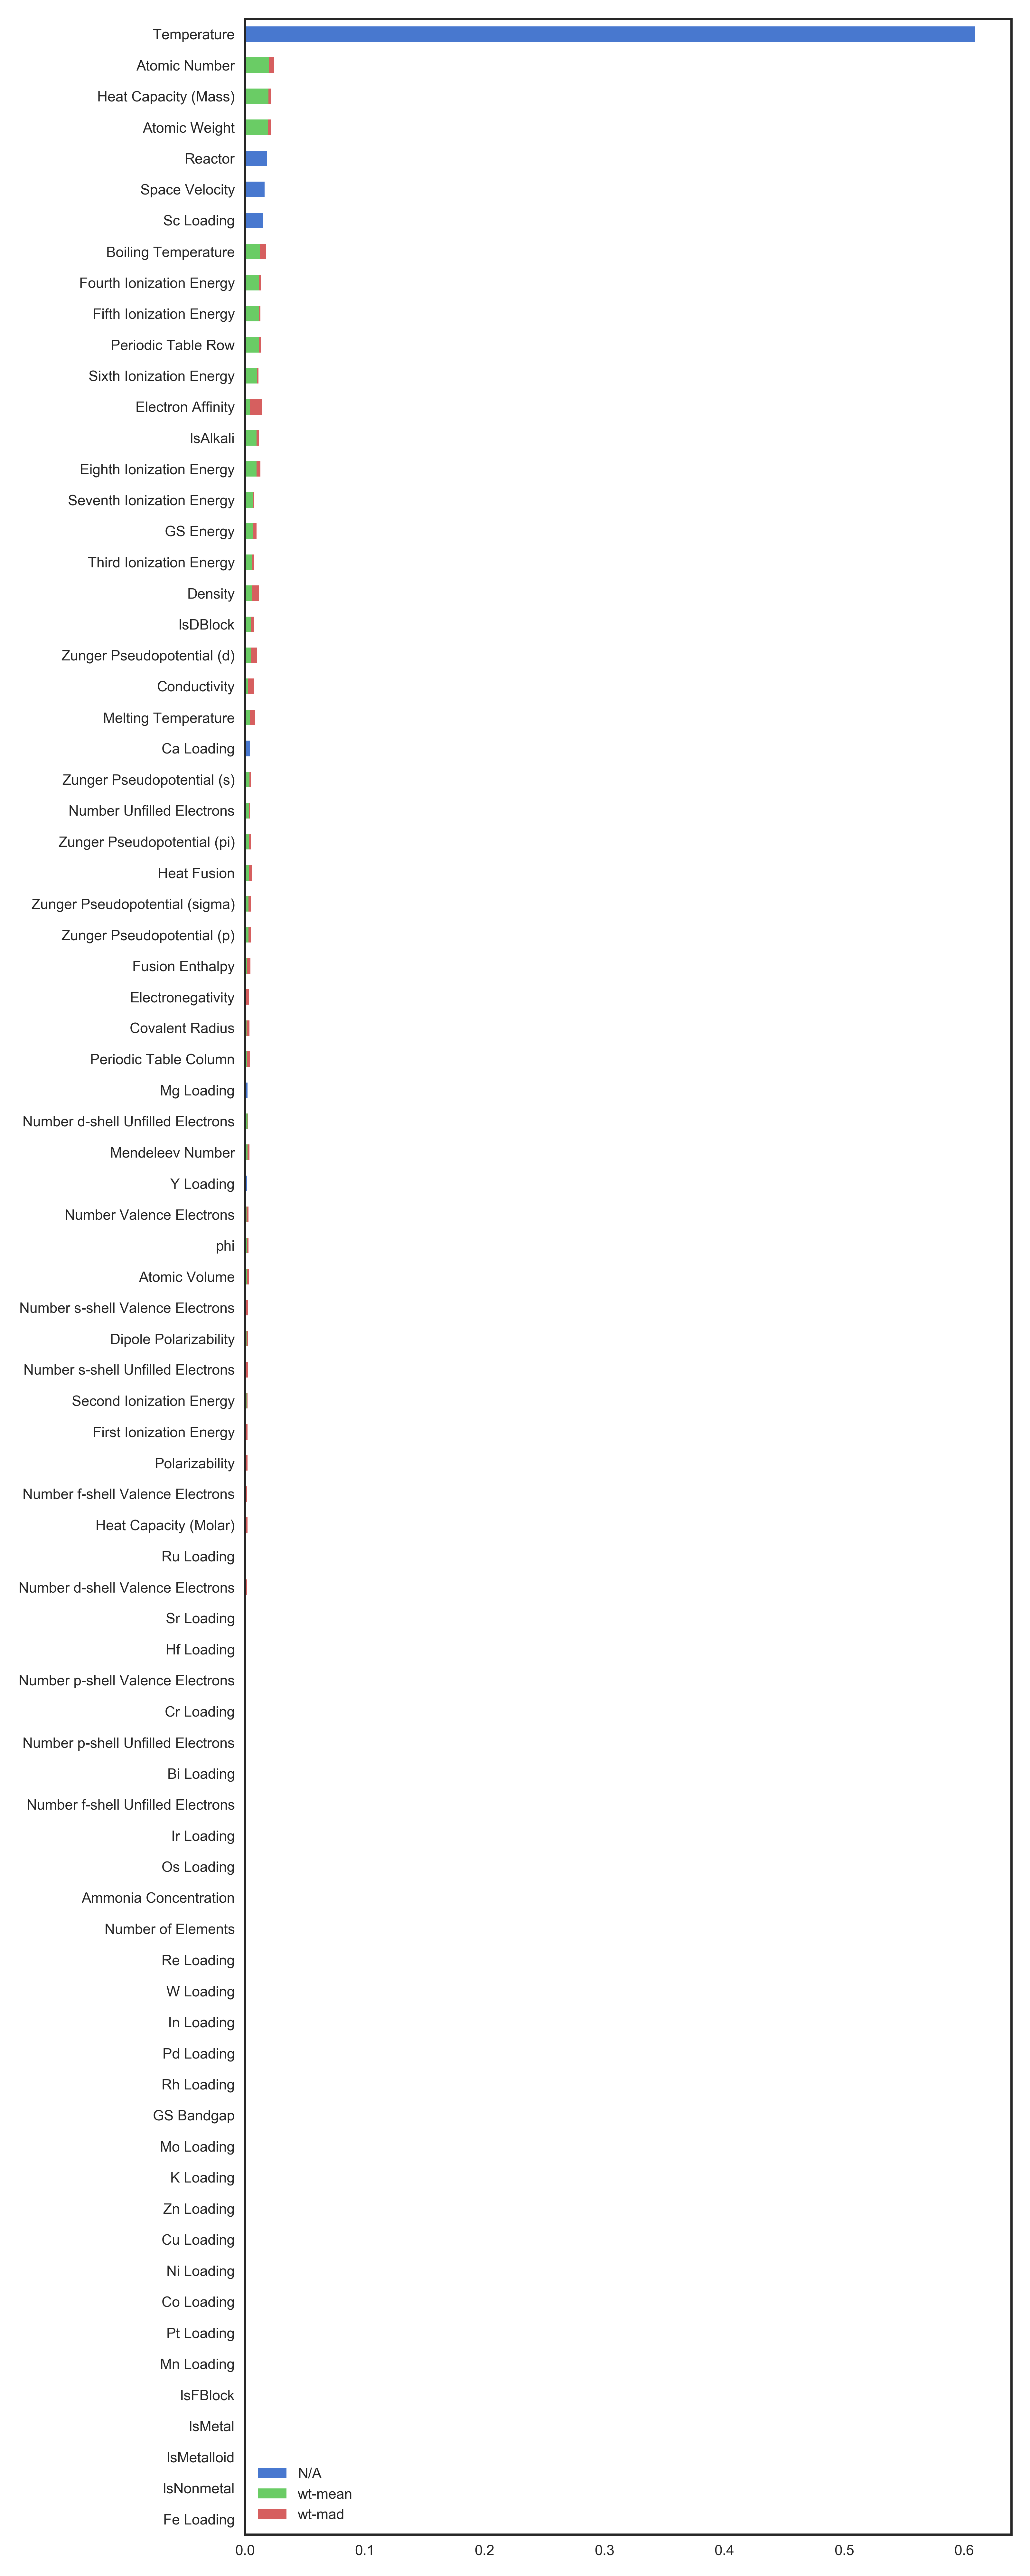 Temperature
Atomic Number
Heat Capacity (Mass)
Atomic Weight
Reactor
Space Velocity
Sc Loading
Boiling Temperature
Fourth Ionization Energy
Fifth Ionization Energy
Periodic Table Row
Sixth Ionization Energy
Electron Affinity
IsAlkali
Eighth Ionization Energy
Seventh Ionization Energy
GS Energy
Third Ionization Energy
Density
IsDBlock
Zunger Pseudopotential (d)
Conductivity
Melting Temperature
Ca Loading
Zunger Pseudopotential (s)
Number Unfilled Electrons
Zunger Pseudopotential (pi)
Heat Fusion
Zunger Pseudopotential (sigma)
Zunger Pseudopotential (p)
Fusion Enthalpy
Electronegativity
Covalent Radius
Periodic Table Column
Mg Loading
Number d-shell Unfilled Electrons
Mendeleev Number
Y Loading
Number Valence Electrons
phi
Atomic Volume
Number s-shell Valence Electrons
Dipole Polarizability
Number s-shell Unfilled Electrons
Second Ionization Energy
First Ionization Energy
Polarizability
Number f-shell Valence Electrons
Heat Capacity (Molar)
Ru Loading
Number d-shell Valence Electrons
Sr Loading
Hf Loading
Number p-shell Valence Electrons
Cr Loading
Number p-shell Unfilled Electrons
Bi Loading
Number f-shell Unfilled Electrons
Ir Loading
Os Loading
Ammonia Concentration
Number of Elements
Re Loading
W Loading
In Loading
Pd Loading
Rh Loading
GS Bandgap
Mo Loading
K Loading
Zn Loading
Cu Loading
Ni Loading
Co Loading
Pt Loading
Mn Loading
IsFBlock
IsMetal
IsMetalloid
IsNonmetal
Fe Loading
N/A
wt-mean
wt-mad
0.0 0.1 0.2 0.3 0.4 0.5 0.6